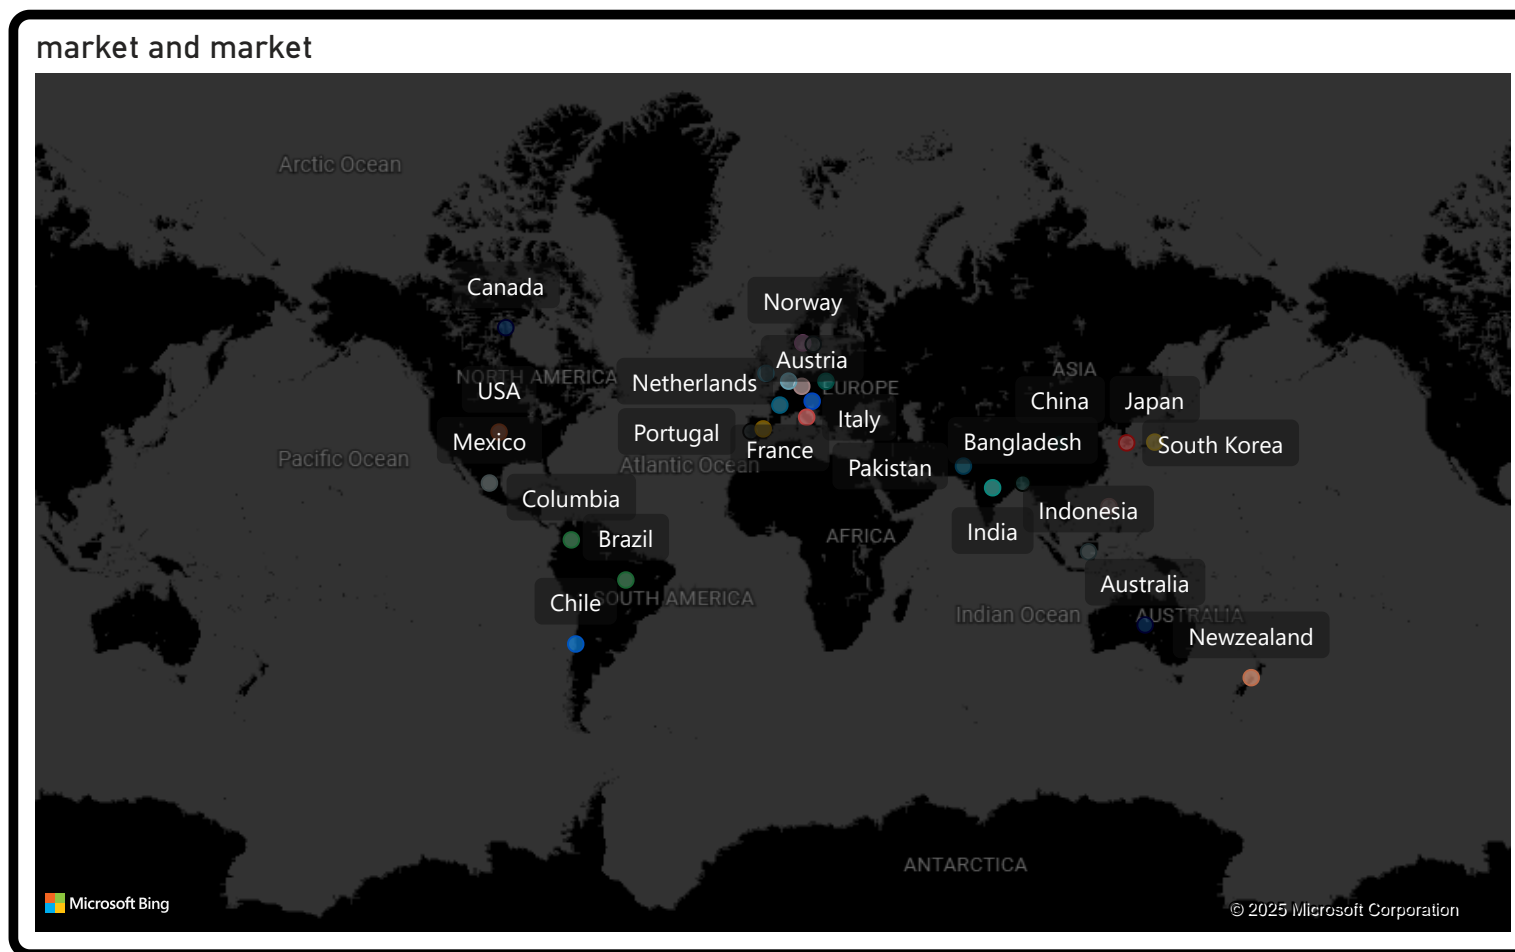 market and market
Arctic Ocean
Canada
Norway
Austria
NORTH AMERICA
Netherlands
EUROPE
ASIA
USA
China
Japan
Italy
Portugal
Mexico
France
Bangladesh
South Korea
Pacific Ocean
Atlantic Ocean
Pakistan
Columbia
Indonesia
India
Brazil
AFRICA
Chile
SOUTH AMERICA
Australia
Indian Ocean
AUSTRALIA
Newzealand
ANTARCTICA
Microsoft Bing
© 2025 Microsoft Corporation